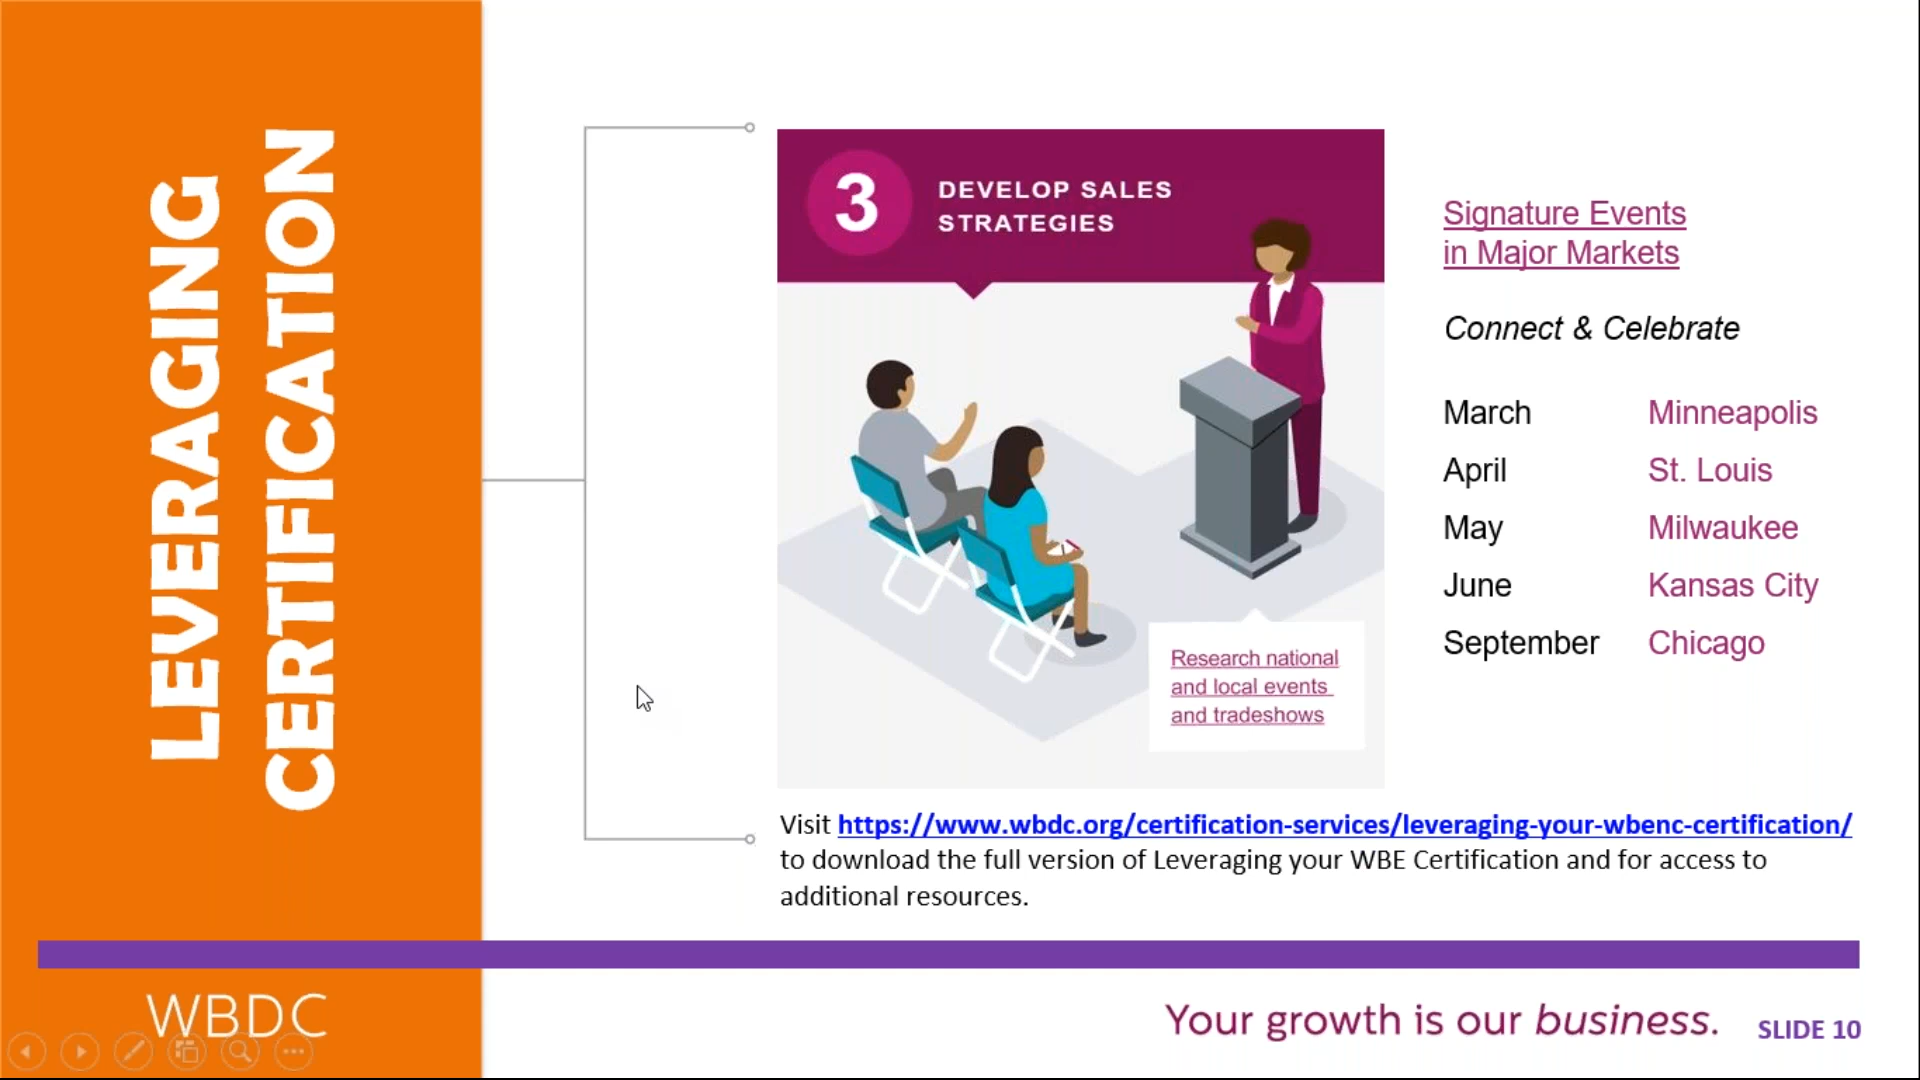 LEVERAGING
CERTIFICATION
3
DEVELOP SALES
STRATEGIES
Research national
and local events
and tradeshows
Signature Events
in Major Markets
Connect & Celebrate
March Minneapolis
April St. Louis
May Milwaukee
June Kansas City
September Chicago
Visit https://www.wbdc.org/certification-services/leveraging-your-wbenc-certification/
to download the full version of Leveraging your WBE Certification and for access to
additional resources.
WBDC
Your growth is our business.
SLIDE 10